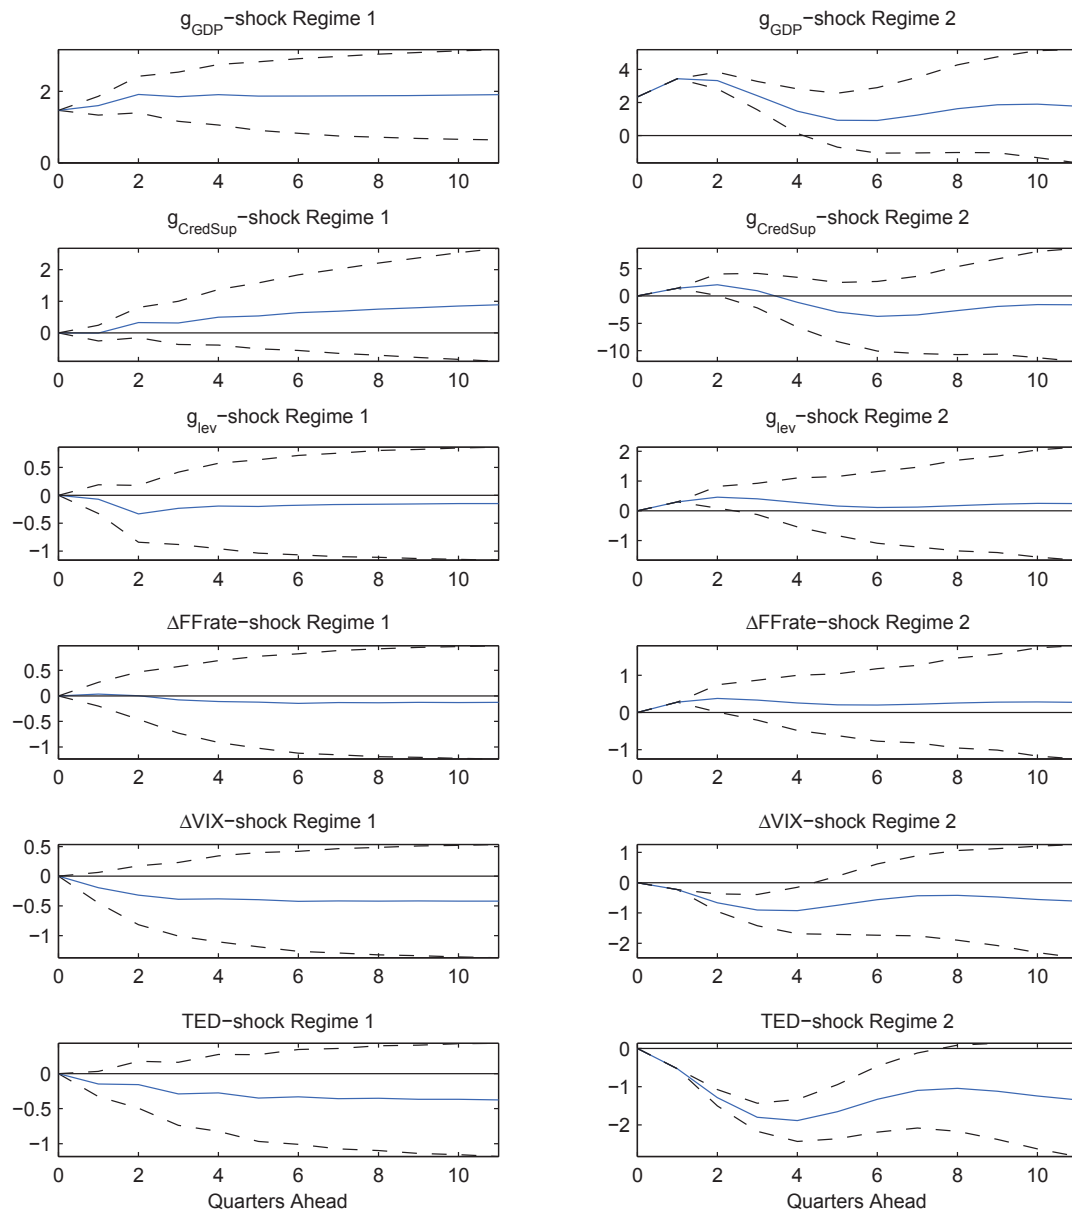 g_GDP−shock Regime 1
g_GDP−shock Regime 2
2
0
0 2 4 6 8 10
4
2
0
0 2 4 6 8 10
g_CredSup−shock Regime 1
g_CredSup−shock Regime 2
2
1
0
0 2 4 6 8 10
5
0
−5
−10
0 2 4 6 8 10
g_lev−shock Regime 1
g_lev−shock Regime 2
0.5
0
−0.5
−1
0 2 4 6 8 10
2
1
0
−1
0 2 4 6 8 10
ΔFFrate−shock Regime 1
ΔFFrate−shock Regime 2
0.5
0
−0.5
−1
0 2 4 6 8 10
1
0
−1
0 2 4 6 8 10
ΔVIX−shock Regime 1
ΔVIX−shock Regime 2
0.5
0
−0.5
−1
0 2 4 6 8 10
1
0
−1
−2
0 2 4 6 8 10
TED−shock Regime 1
TED−shock Regime 2
0
−0.5
−1
0 2 4 6 8 10
Quarters Ahead
0
−1
−2
0 2 4 6 8 10
Quarters Ahead